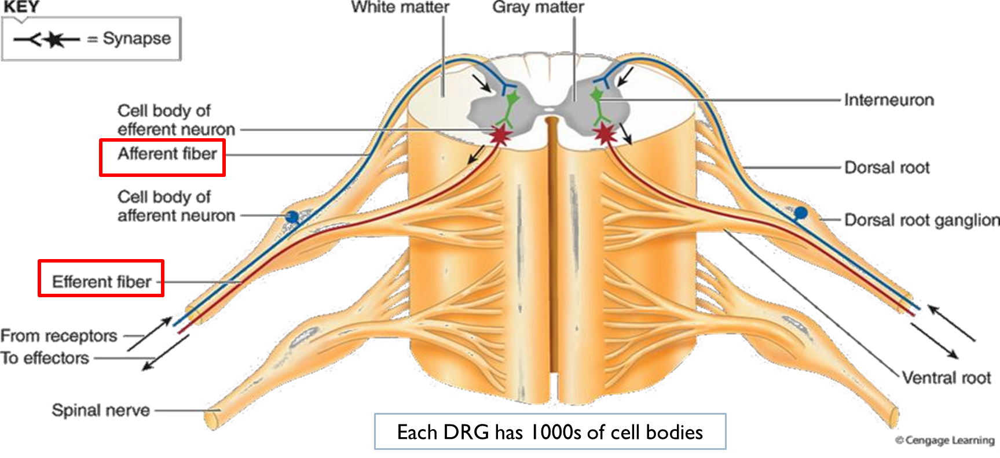 KEY
= Synapse
White matter
Gray matter
Cell body of
efferent neuron
Afferent fiber
Cell body of
afferent neuron
Efferent fiber
From receptors
To effectors
Spinal nerve
Interneuron
Dorsal root
Dorsal root ganglion
Ventral root
Each DRG has 1000s of cell bodies
© Cengage Learning